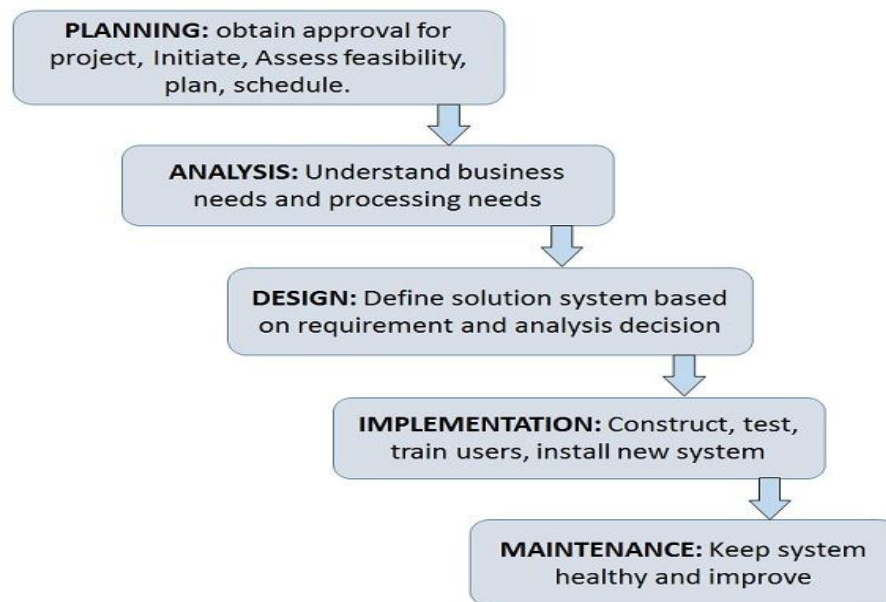 PLANNING: obtain approval for
project, Initiate, Assess feasibility,
plan, schedule.
ANALYSIS: Understand business
needs and processing needs
DESIGN: Define solution system based
on requirement and analysis decision
IMPLEMENTATION: Construct, test,
train users, install new system
MAINTENANCE: Keep system
healthy and improve